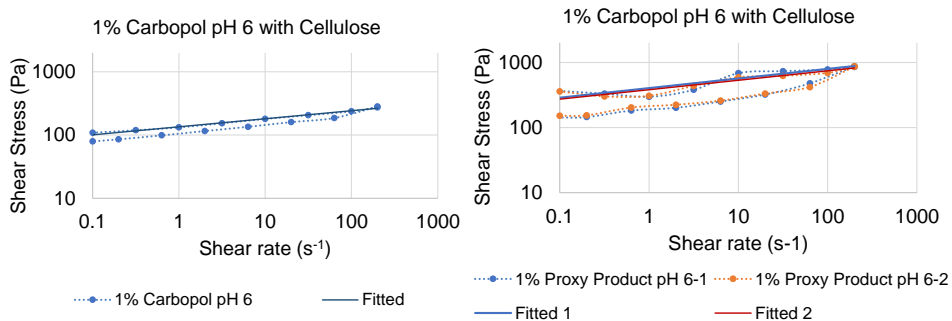 1% Carbopol pH 6 with Cellulose
Shear Stress (Pa)
1000
100
10
0.1 1 10 100 1000
Shear rate (s-1)
1% Carbopol pH 6 Fitted
1% Carbopol pH 6 with Cellulose
Shear Stress (Pa)
1000
100
10
0.1 1 10 100 1000
Shear rate (s-1)
1% Proxy Product pH 6-1 1% Proxy Product pH 6-2
Fitted 1 Fitted 2